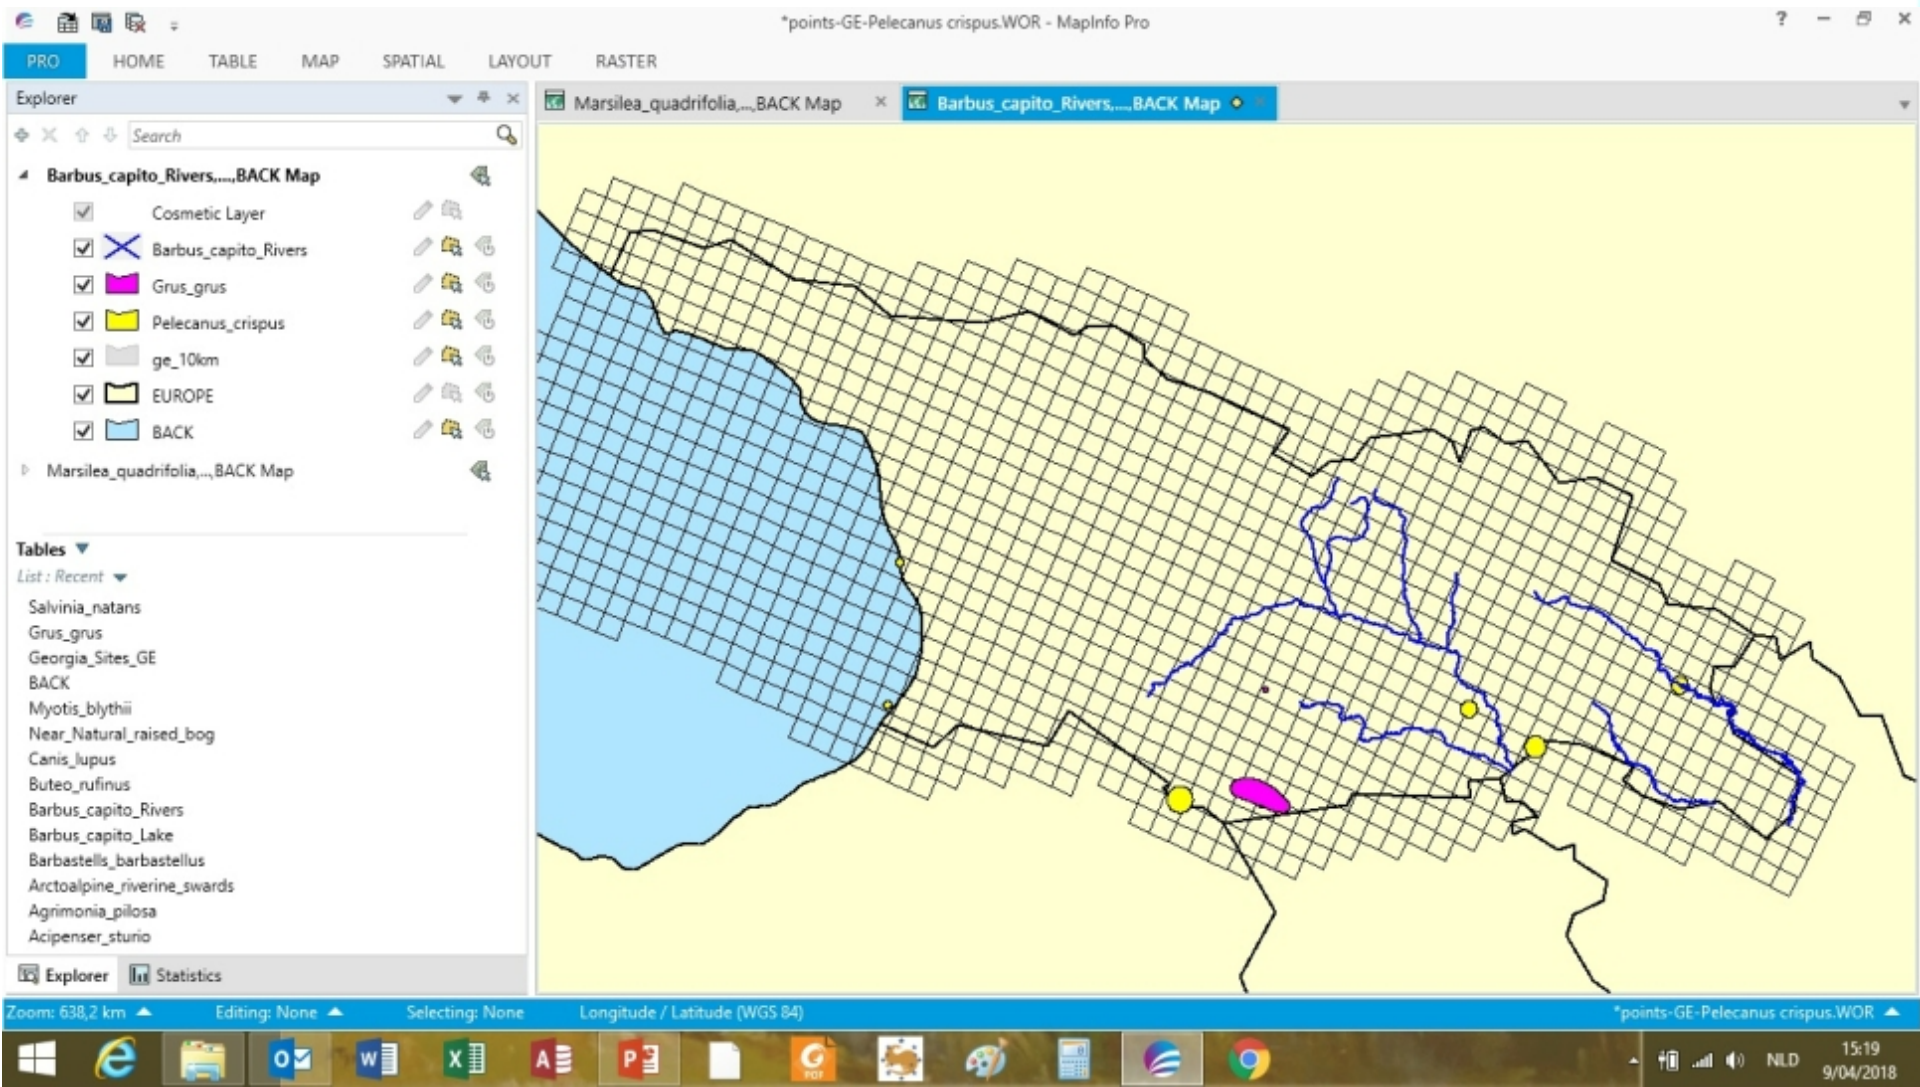 *points-GE-Pelecanus crispus.WOR - MapInfo Pro
PRO HOME TABLE MAP SPATIAL LAYOUT RASTER
Explorer
Search
Barbus_capito_Rivers,...,BACK Map
Cosmetic Layer
Barbus_capito_Rivers
Grus_grus
Pelecanus_crispus
ge_10km
EUROPE
BACK
Marsilea_quadrifolia,...,BACK Map
Tables
List : Recent
Salvinia_natans
Grus_grus
Georgia_Sites_GE
BACK
Myotis_blythii
Near_Natural_raised_bog
Canis_lupus
Buteo_rufinus
Barbus_capito_Rivers
Barbus_capito_Lake
Barbastells_barbastellus
Arctoalpine_riverine_swards
Agrimonia_pilosa
Acipenser_sturio
Explorer Statistics
Marsilea_quadrifolia,...,BACK Map Barbus_capito_Rivers,...,BACK Map
Zoom: 638,2 km Editing: None Selecting: None Longitude / Latitude (WGS 84) *points-GE-Pelecanus crispus.WOR
NLD 15:19
9/04/2018